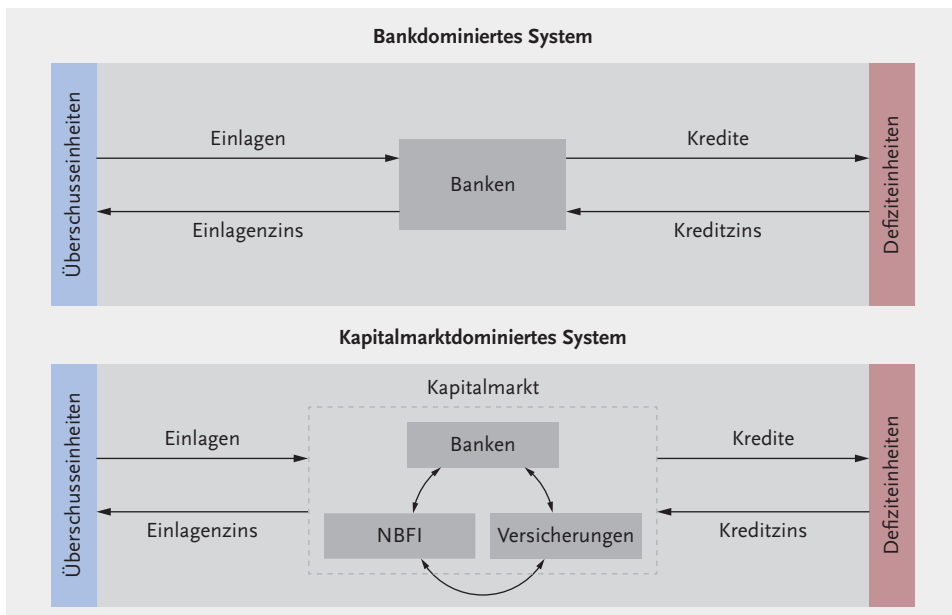 Bankdominiertes System
Überschusseinheiten
Einlagen
Kredite
Banken
Einlagenzins
Kreditzins
Defiziteinheiten
Kapitalmarktdominiertes System
Überschusseinheiten
Kapitalmarkt
Einlagen
Banken
Kredite
Einlagenzins
NBFI
Versicherungen
Kreditzins
Defiziteinheiten